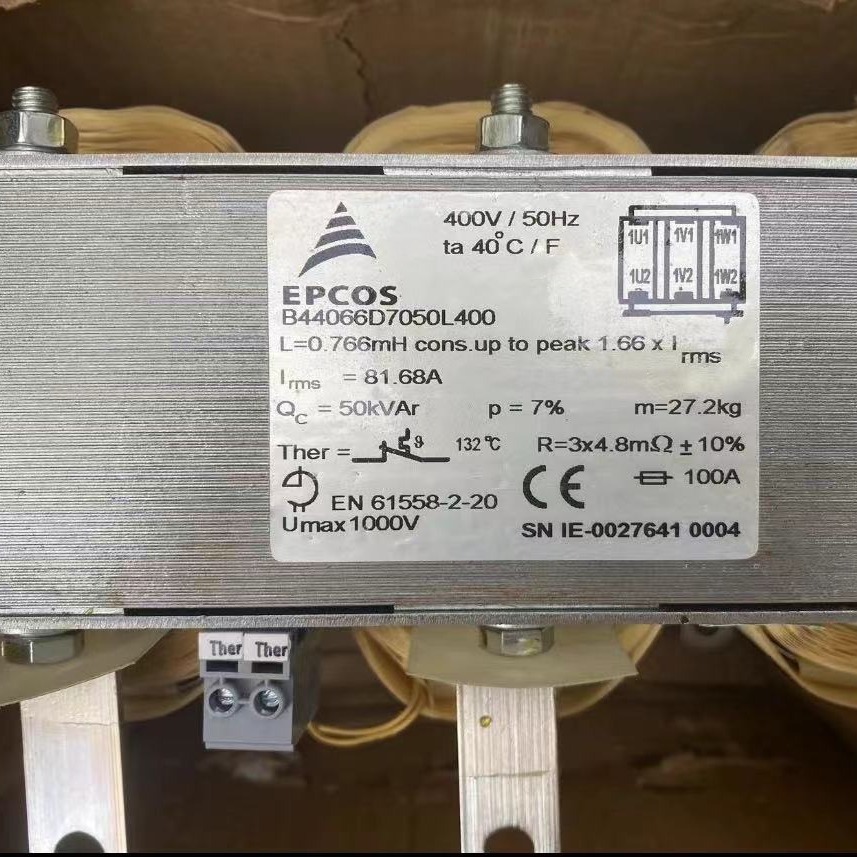 400V / 50Hz
ta 40°C / F
1U1 1V1 1W1
1U2 1V2 1W2
EPCOS
B44066D7050L400
L=0.766mH cons.up to peak 1.66 x Irms
Irms = 81.68A
QC = 50kVAr p = 7% m=27.2kg
Ther = ϑ 132°C R=3x4.8mΩ ± 10%
EN 61558-2-20 CE 100A
Umax 1000V SN IE-0027641 0004
Ther Ther